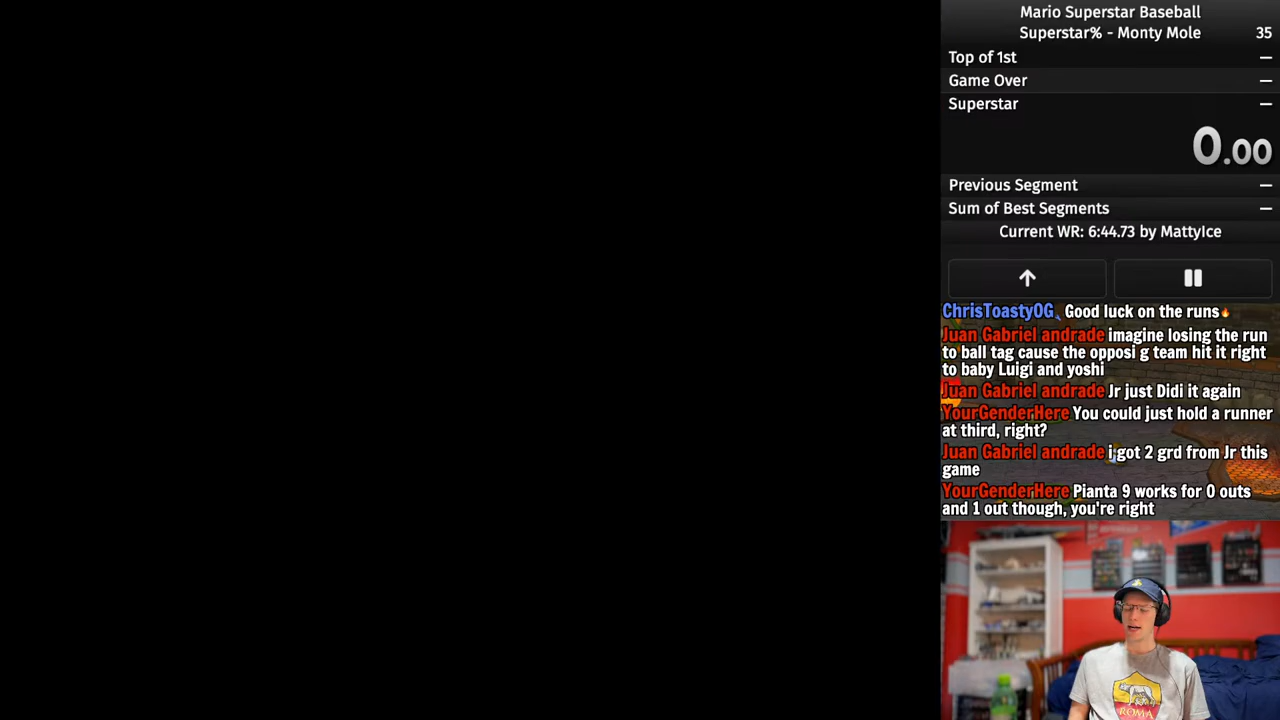 Mario Superstar Baseball
Superstar% - Monty Mole 35
Top of 1st —
Game Over —
Superstar —
0.00
Previous Segment —
Sum of Best Segments —
Current WR: 6:44.73 by MattyIce
ChrisToastyOG Good luck on the runs
Juan Gabriel andrade imagine losing the run
to ball tag cause the opposi g team hit it right
to baby Luigi and yoshi
Juan Gabriel andrade Jr just Didi it again
YourGenderHere You could just hold a runner
at third, right?
Juan Gabriel andrade i got 2 grd from Jr this
game
YourGenderHere Pianta 9 works for 0 outs
and 1 out though, you're right
ROMA